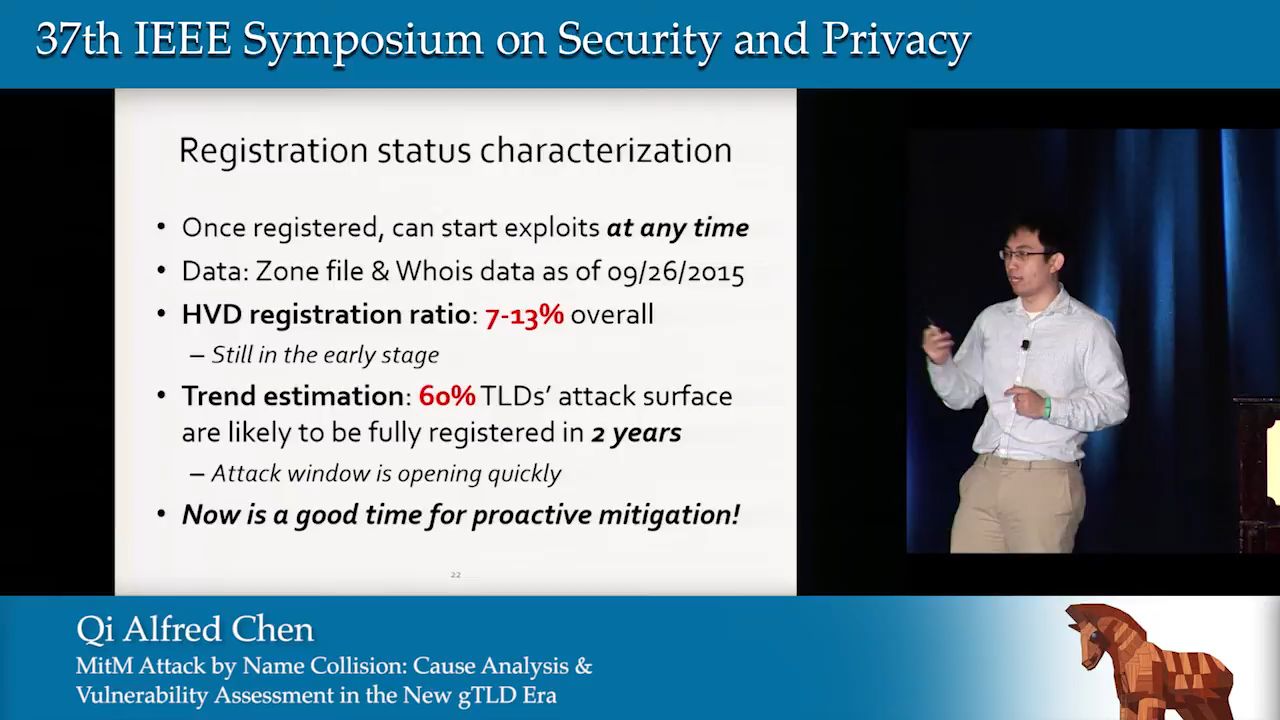 37th IEEE Symposium on Security and Privacy
Registration status characterization
• Once registered, can start exploits at any time
• Data: Zone file & Whois data as of 09/26/2015
• HVD registration ratio: 7-13% overall
– Still in the early stage
• Trend estimation: 60% TLDs’ attack surface
are likely to be fully registered in 2 years
– Attack window is opening quickly
• Now is a good time for proactive mitigation!
22
Qi Alfred Chen
MitM Attack by Name Collision: Cause Analysis &
Vulnerability Assessment in the New gTLD Era